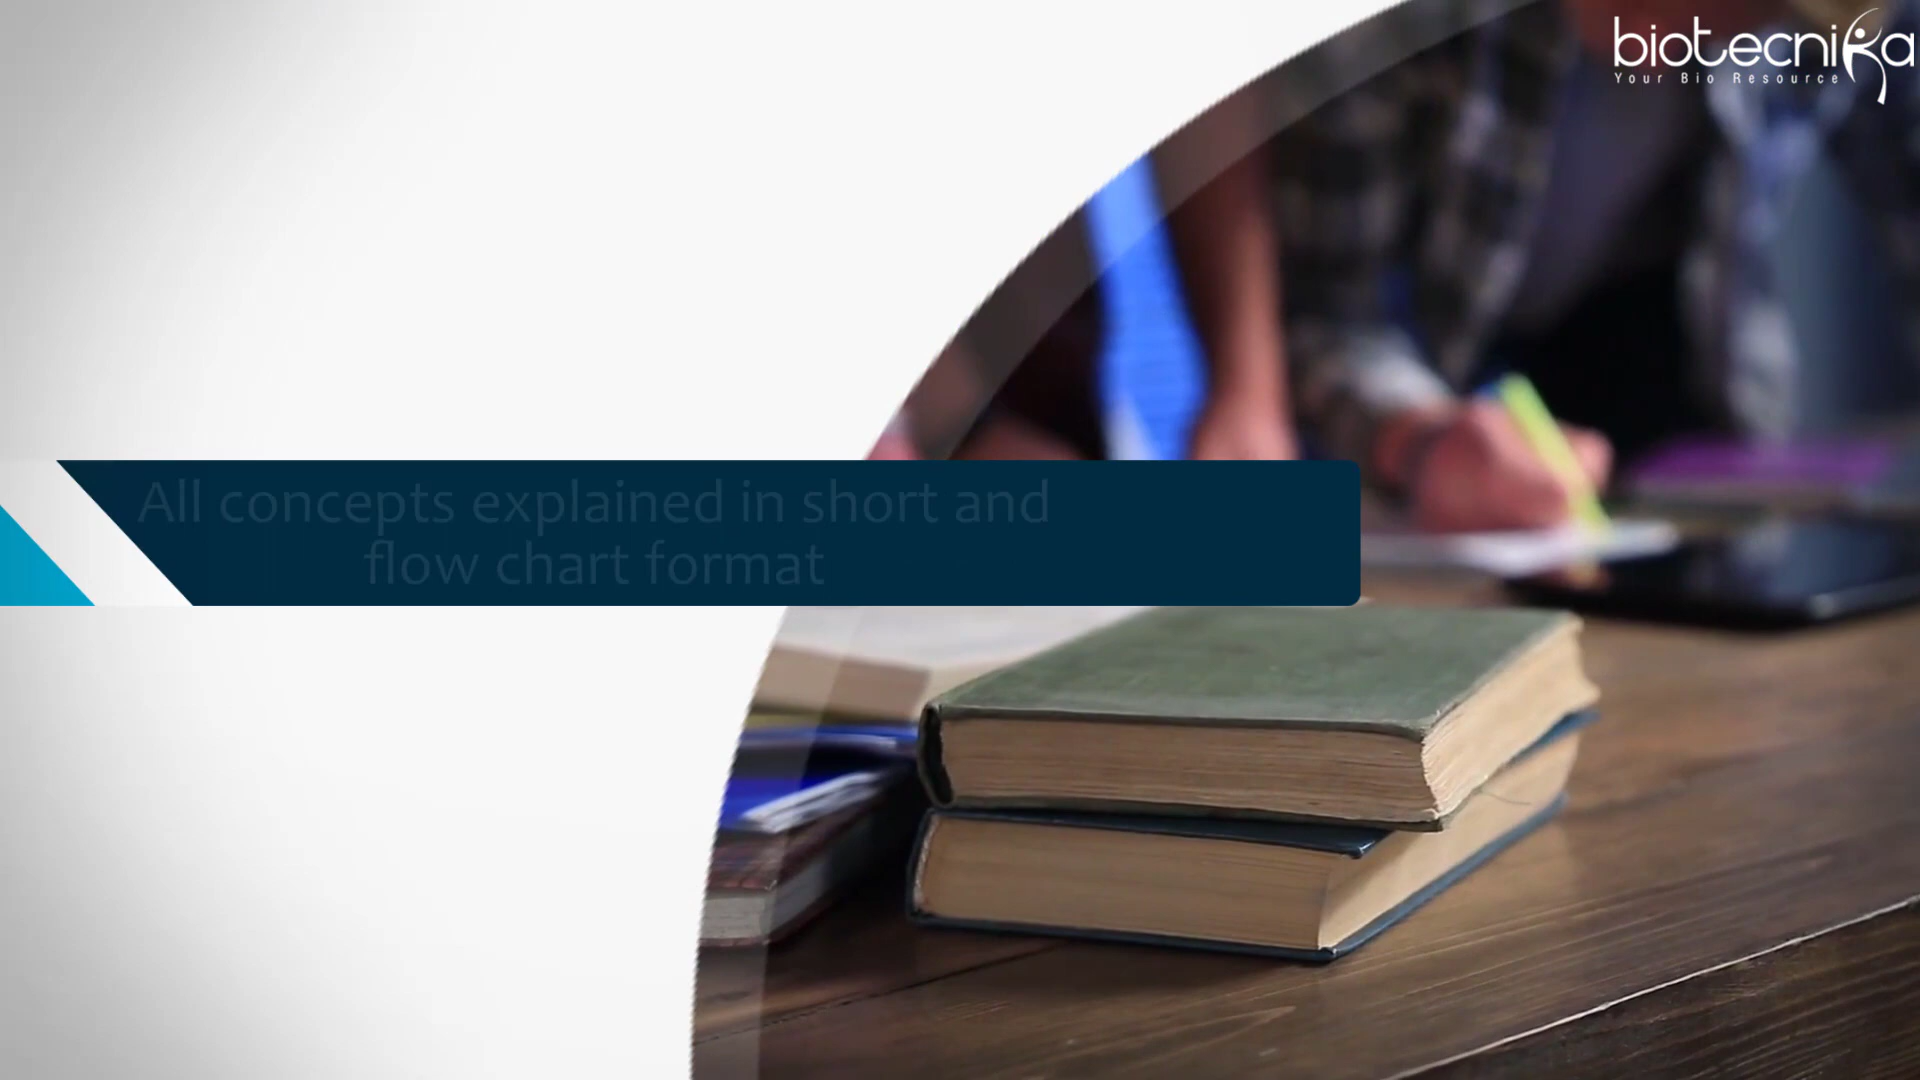 biotecnika
Your Bio Resource
All concepts explained in short and
flow chart format